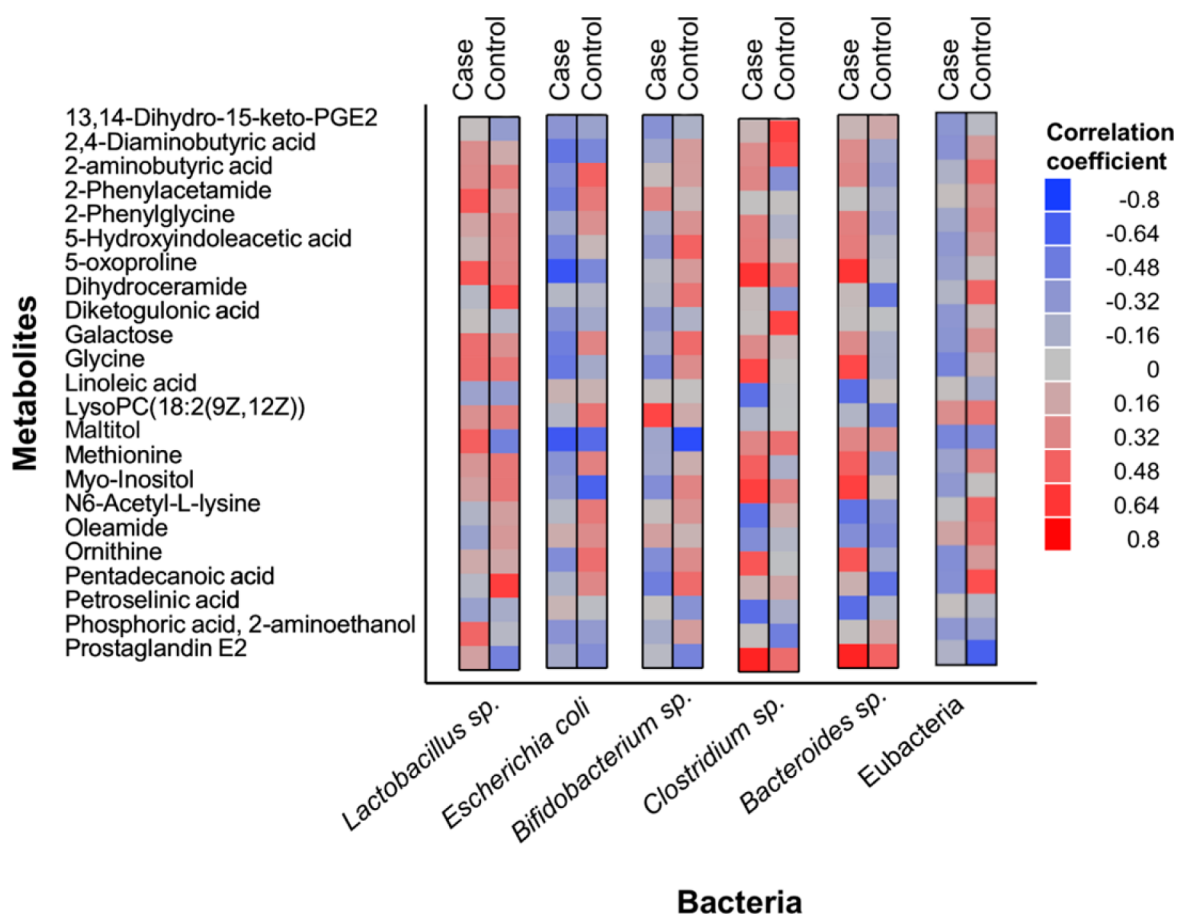 Case Control Case Control Case Control Case Control Case Control Case Control
13,14-Dihydro-15-keto-PGE2
2,4-Diaminobutyric acid
2-aminobutyric acid
2-Phenylacetamide
2-Phenylglycine
5-Hydroxyindoleacetic acid
5-oxoproline
Dihydroceramide
Diketogulonic acid
Galactose
Glycine
Linoleic acid
LysoPC(18:2(9Z,12Z))
Maltitol
Methionine
Myo-Inositol
N6-Acetyl-L-lysine
Oleamide
Ornithine
Pentadecanoic acid
Petroselinic acid
Phosphoric acid, 2-aminoethanol
Prostaglandin E2
Metabolites
Correlation
coefficient
-0.8
-0.64
-0.48
-0.32
-0.16
0
0.16
0.32
0.48
0.64
0.8
Lactobacillus sp.
Escherichia coli
Bifidobacterium sp.
Clostridium sp.
Bacteroides sp.
Eubacteria
Bacteria